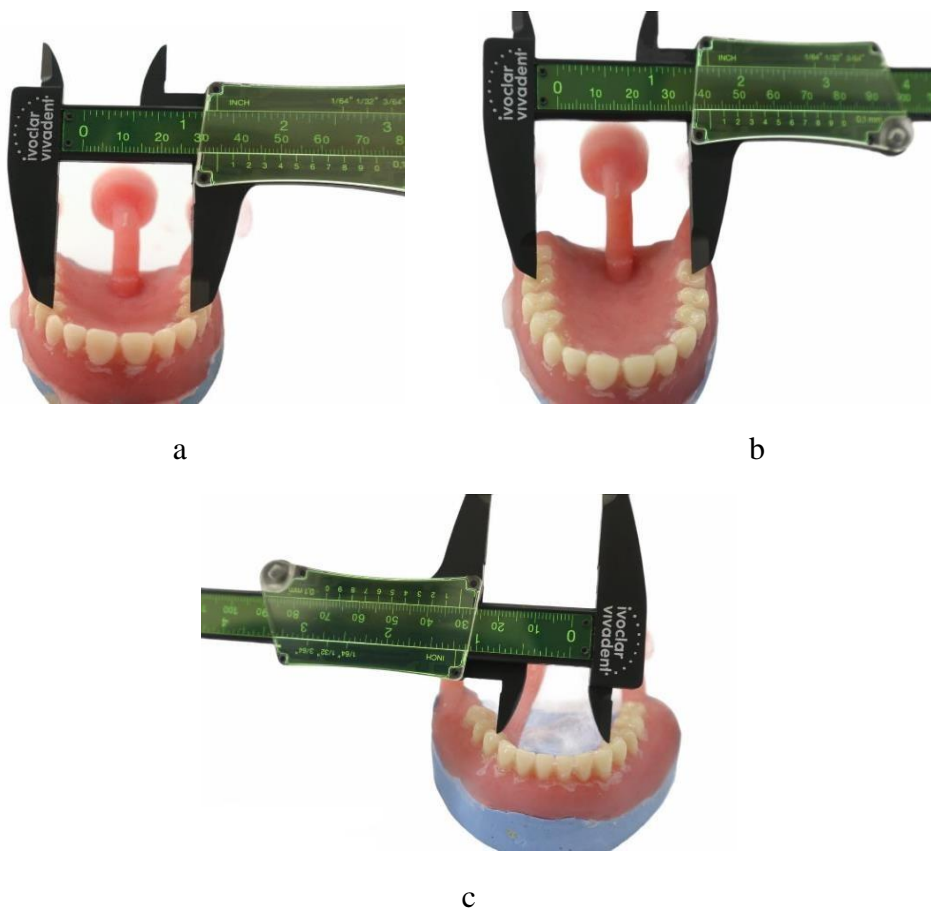 ivoclar
vivadent
INCH 1/64" 1/32" 3/64"
0 1 2 3
10 20 30 40 50 60 70 8
1 2 3 4 5 6 7 8 9 0
ivoclar
vivadent
INCH 1/64" 1/32" 3/64"
0 1 2 3 4
10 20 30 40 50 60 70 80 90 100
1 2 3 4 5 6 7 8 9 0,1 mm
a
b
0,1 mm 0 9 8 7 6 5 4 3 2 1
100 90 80 70 60 50 40 30 20 10
4 3 2 1 0
3/64" 1/32" 1/64" INCH
ivoclar
vivadent
c